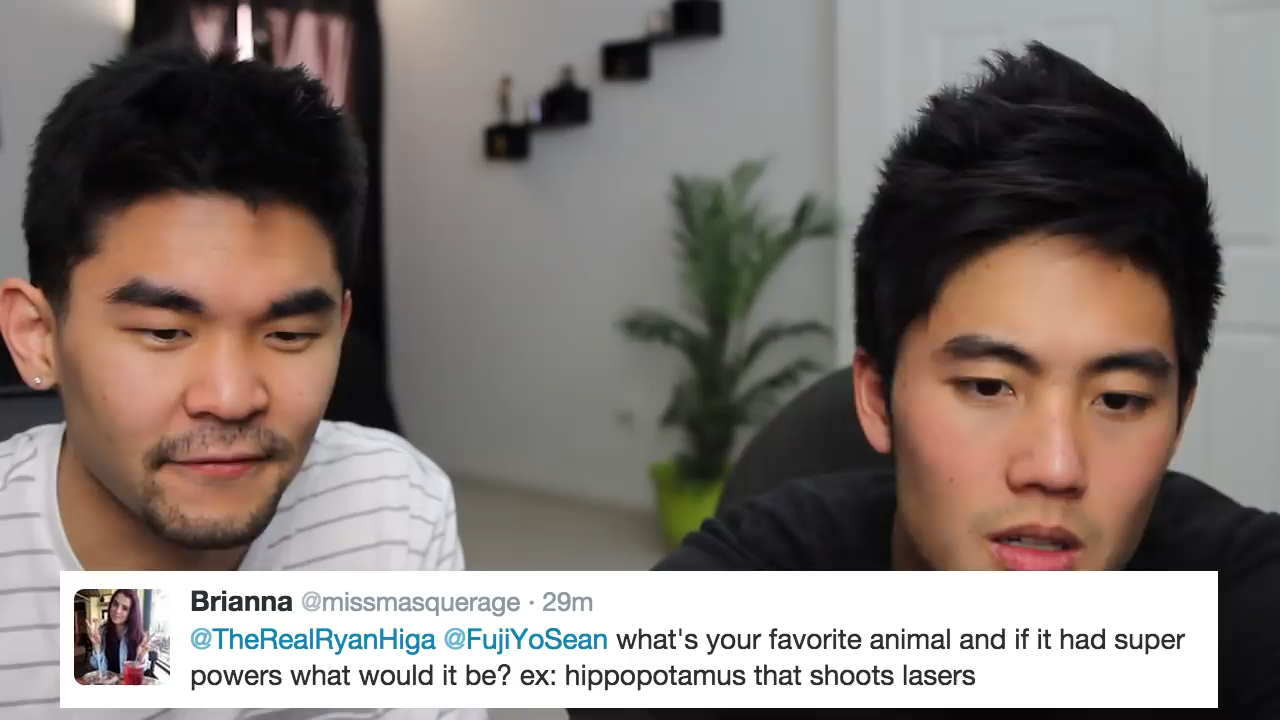 Brianna @missmasquerage · 29m
@TheRealRyanHiga @FujiYoSean what's your favorite animal and if it had super
powers what would it be? ex: hippopotamus that shoots lasers